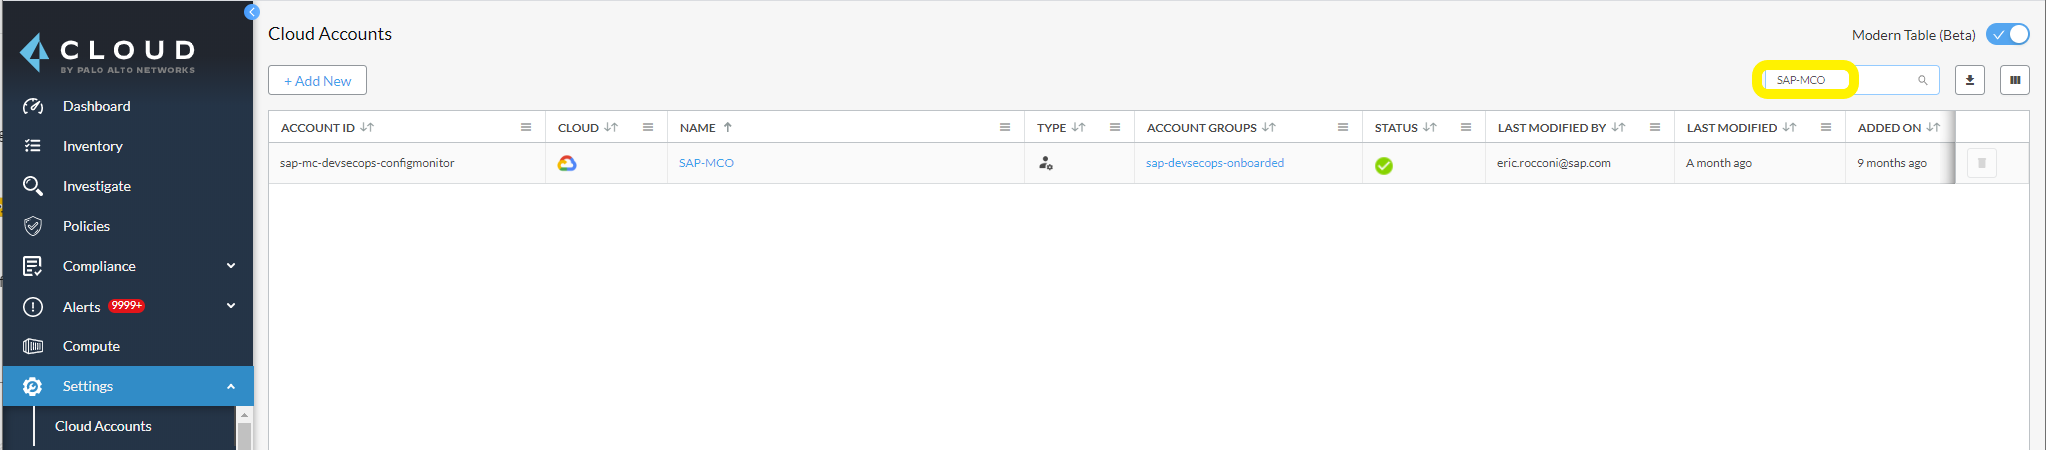 CLOUD
BY PALO ALTO NETWORKS
Dashboard
Inventory
Investigate
Policies
Compliance
Alerts 9999+
Compute
Settings
Cloud Accounts
Cloud Accounts
Modern Table (Beta)
+ Add New
SAP-MCO
ACCOUNT ID CLOUD NAME TYPE ACCOUNT GROUPS STATUS LAST MODIFIED BY LAST MODIFIED ADDED ON
sap-mc-devsecops-configmonitor SAP-MCO sap-devsecops-onboarded eric.rocconi@sap.com A month ago 9 months ago